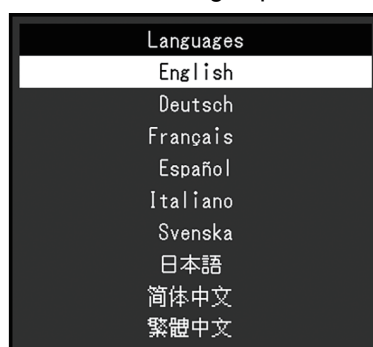 Languages
English
Deutsch
Français
Español
Italiano
Svenska
日本語
简体中文
繁體中文